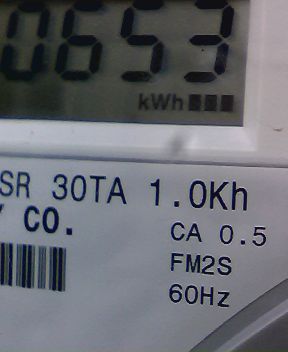 0653
kWh
SR 30TA 1.0Kh
Y CO.
CA 0.5
FM2S
60Hz